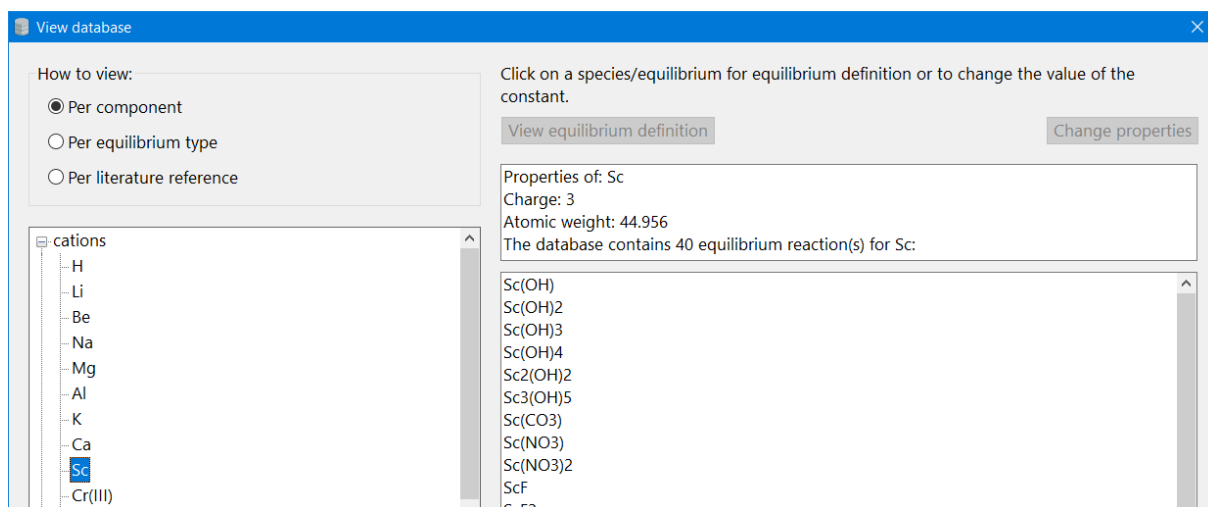 View database
How to view:
Per component
Per equilibrium type
Per literature reference
cations
H
Li
Be
Na
Mg
Al
K
Ca
Sc
Cr(III)
Click on a species/equilibrium for equilibrium definition or to change the value of the
constant.
View equilibrium definition
Change properties
Properties of: Sc
Charge: 3
Atomic weight: 44.956
The database contains 40 equilibrium reaction(s) for Sc:
Sc(OH)
Sc(OH)2
Sc(OH)3
Sc(OH)4
Sc2(OH)2
Sc3(OH)5
Sc(CO3)
Sc(NO3)
Sc(NO3)2
ScF